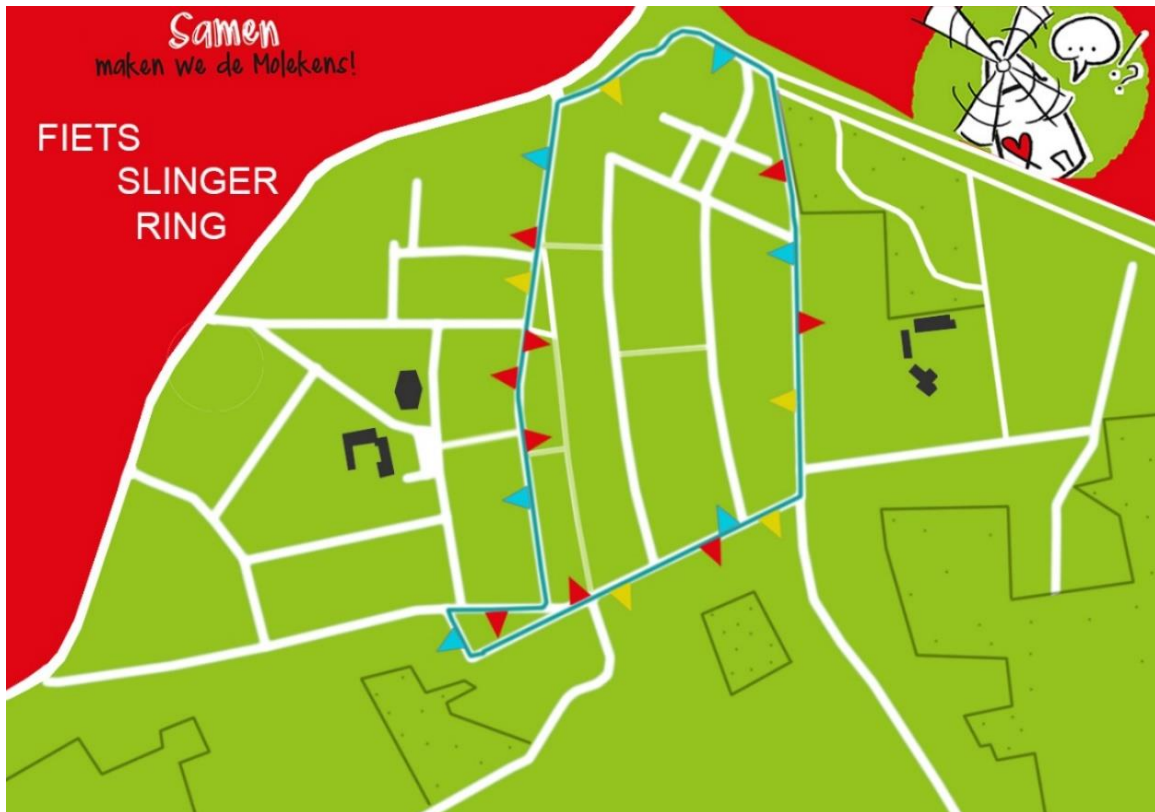 Samen
maken we de Molekens!
FIETS
SLINGER
RING
...
!?